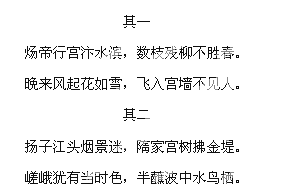 其一
炀帝行宫汴水滨，数枝残柳不胜春。
晚来风起花如雪，飞入宫墙不见人。
其二
扬子江头烟景迷，隋家宫树拂金堤。
嵯峨犹有当时色，半蘸波中水鸟栖。